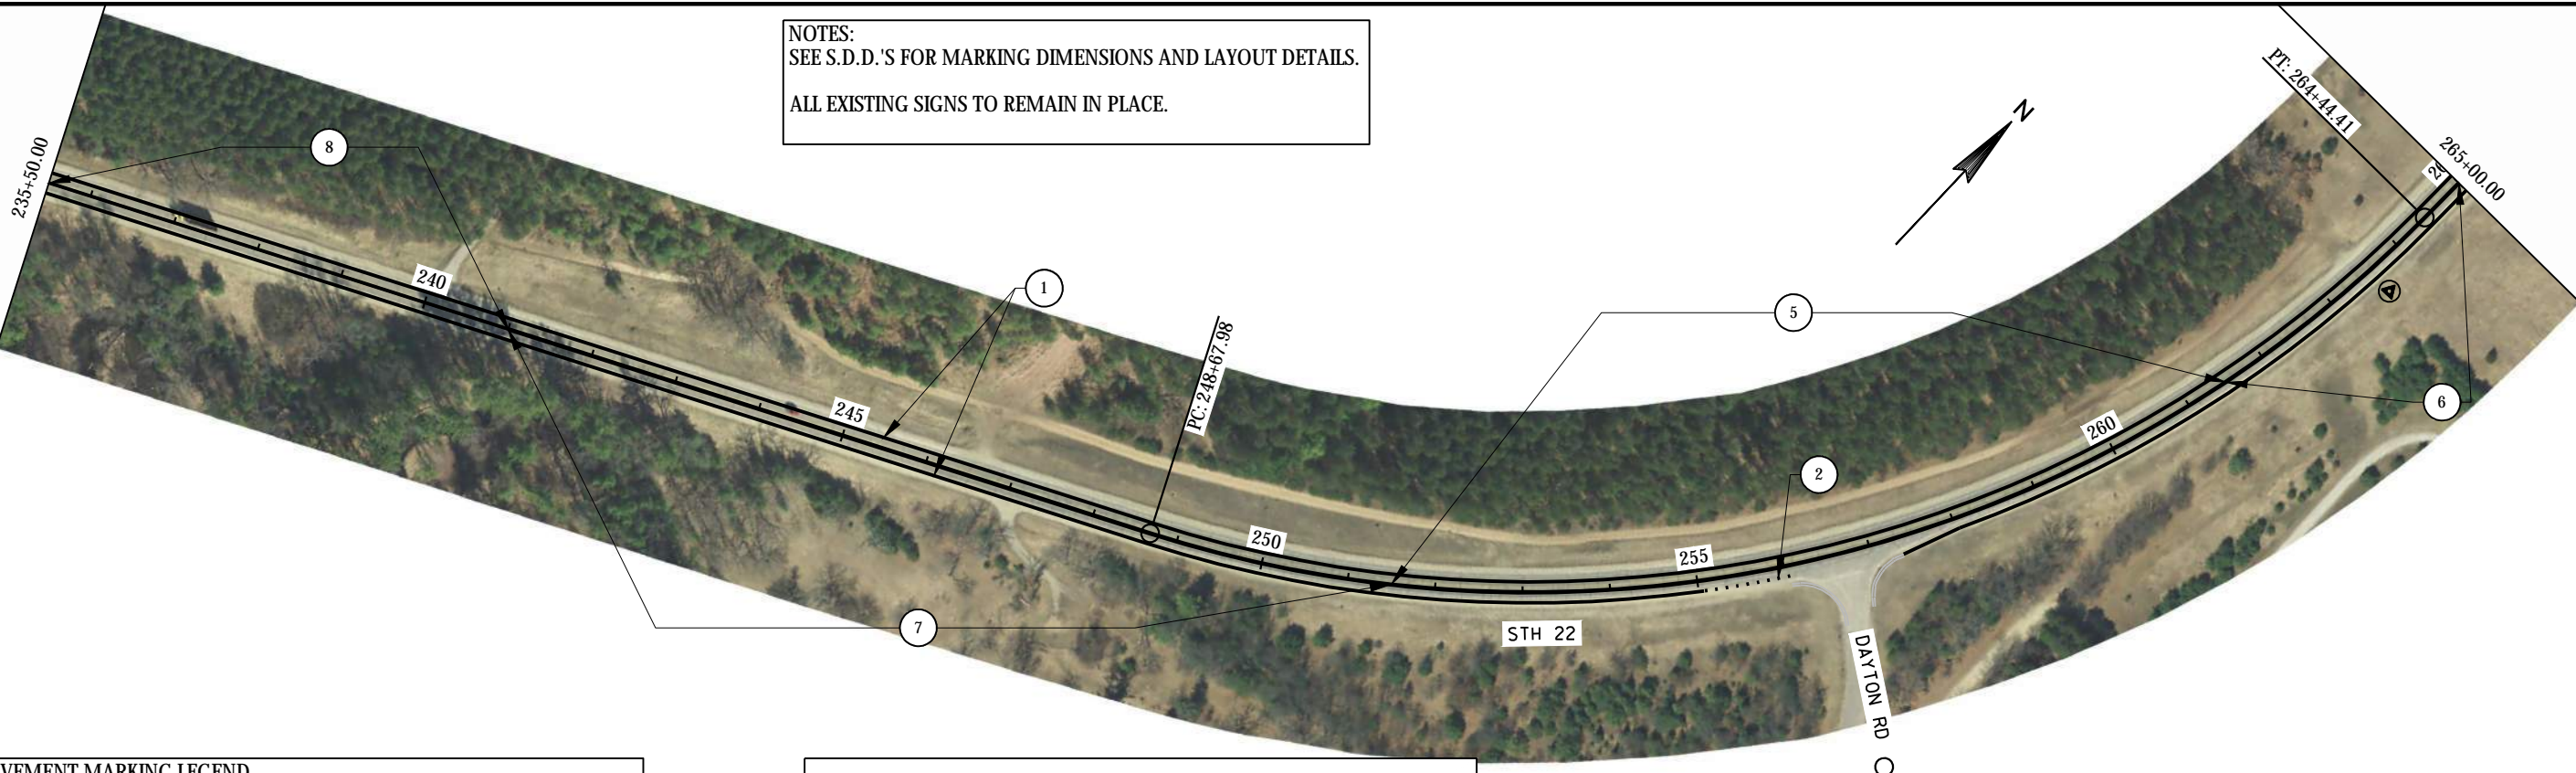 NOTES:
SEE S.D.D.'S FOR MARKING DIMENSIONS AND LAYOUT DETAILS.
ALL EXISTING SIGNS TO REMAIN IN PLACE.
N
PT: 264+44.41
265+00.00
235+50.00
8
240
1
245
PC: 248+67.98
5
6
260
2
250
255
7
STH 22
DAYTON RD
VEMENT MARKING LEGEND